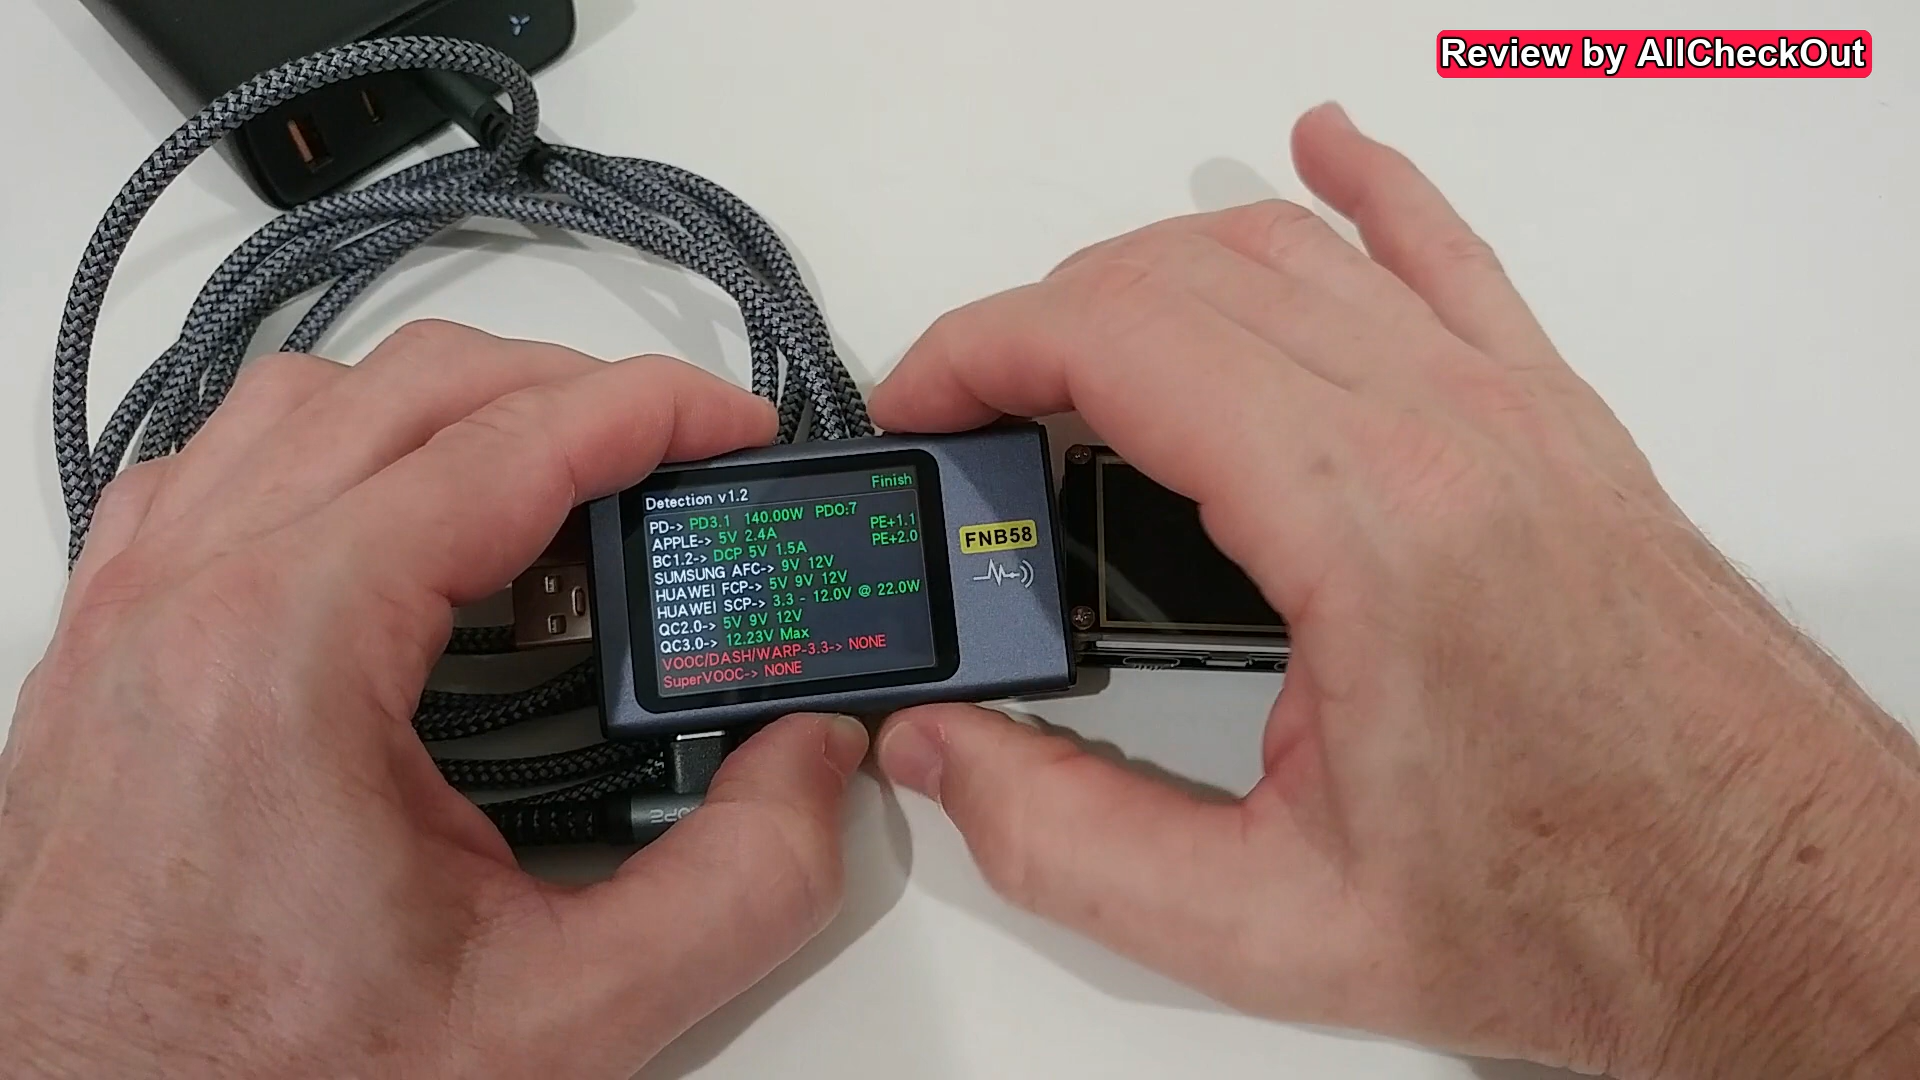 Review by AllCheckOut
Detection v1.2 Finish
PD-> PD3.1 140.00W PDO:7
APPLE-> 5V 2.4A PE+1.1
BC1.2-> DCP 5V 1.5A PE+2.0
SUMSUNG AFC-> 9V 12V
HUAWEI FCP-> 5V 9V 12V
HUAWEI SCP-> 3.3 - 12.0V @ 22.0W
QC2.0-> 5V 9V 12V
QC3.0-> 12.23V Max
VOOC/DASH/WARP-3.3-> NONE
SuperVOOC-> NONE
FNB58